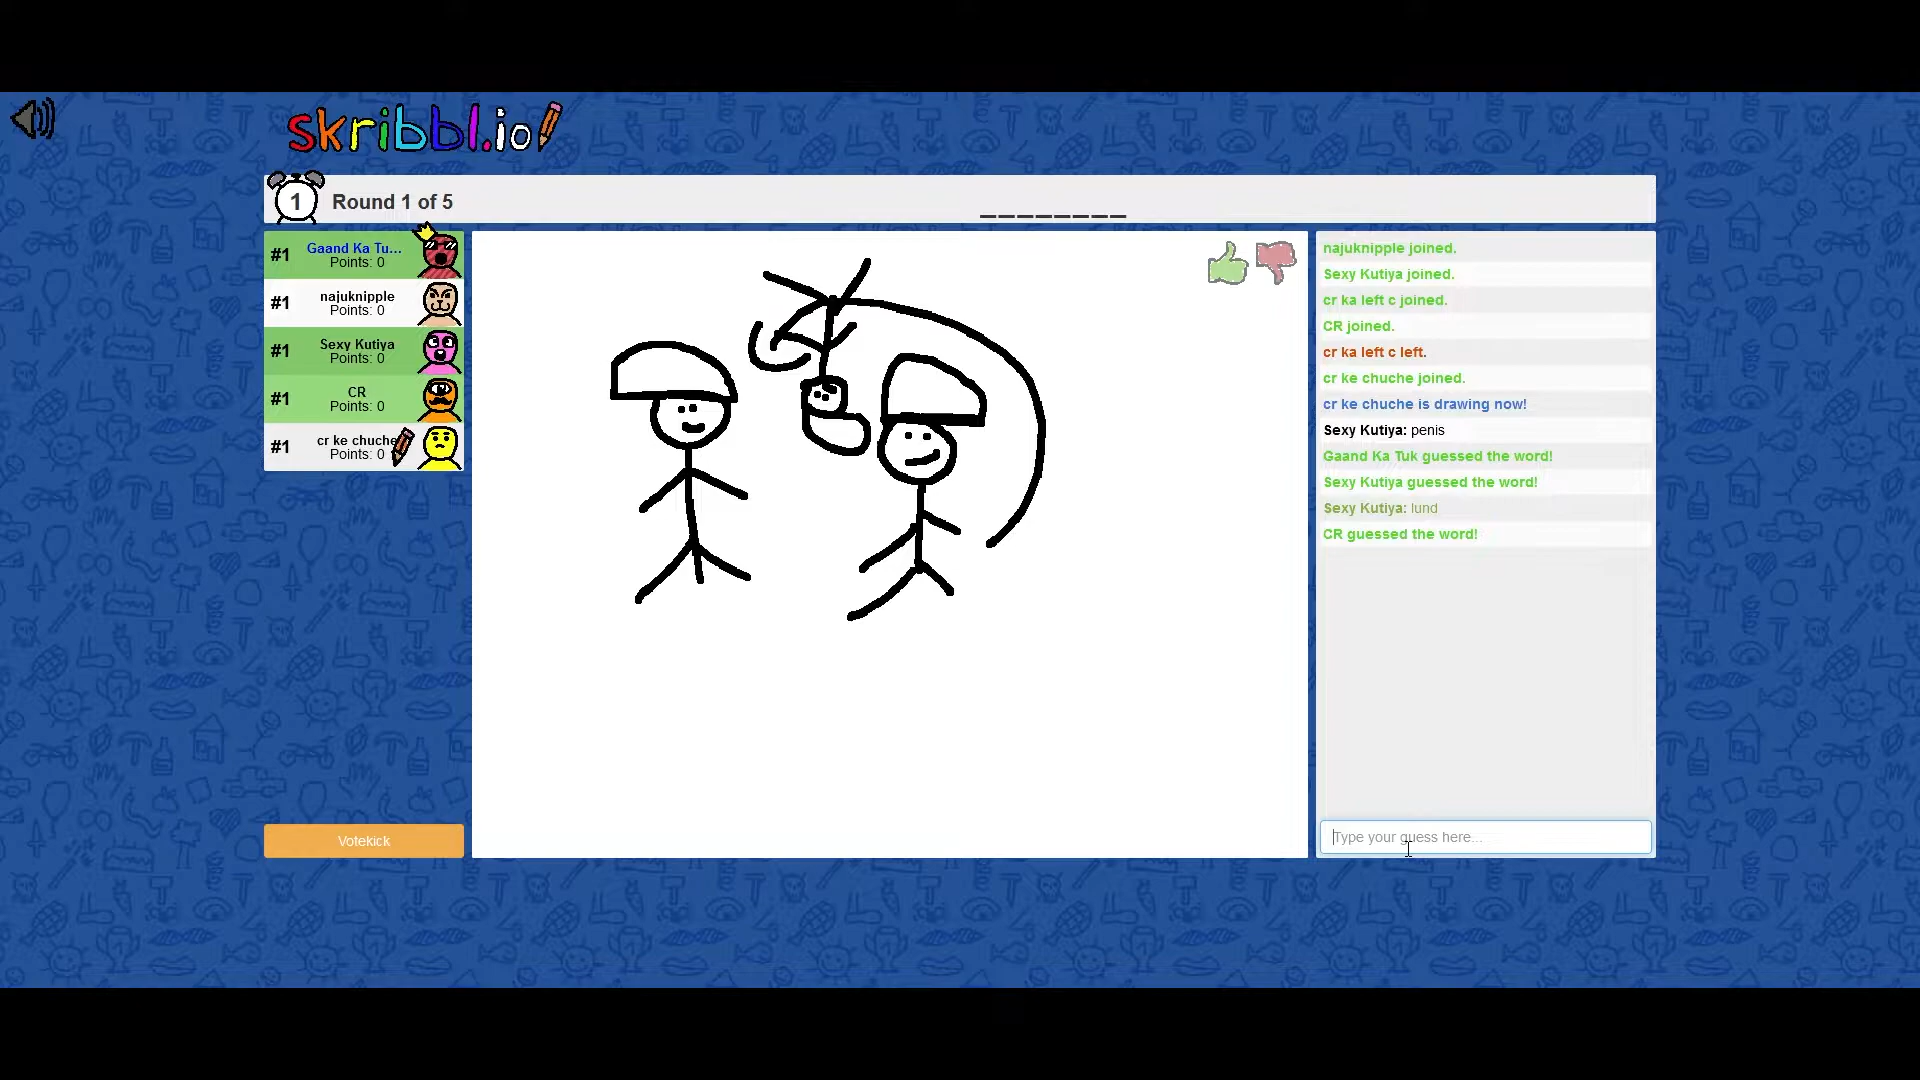 skribbl.io
1
Round 1 of 5
________
#1
Gaand Ka Tu...
Points: 0
#1
najuknipple
Points: 0
#1
Sexy Kutiya
Points: 0
#1
CR
Points: 0
#1
cr ke chuche
Points: 0
Votekick
najuknipple joined.
Sexy Kutiya joined.
cr ka left c joined.
CR joined.
cr ka left c left.
cr ke chuche joined.
cr ke chuche is drawing now!
Sexy Kutiya: penis
Gaand Ka Tuk guessed the word!
Sexy Kutiya guessed the word!
Sexy Kutiya: lund
CR guessed the word!
Type your guess here...